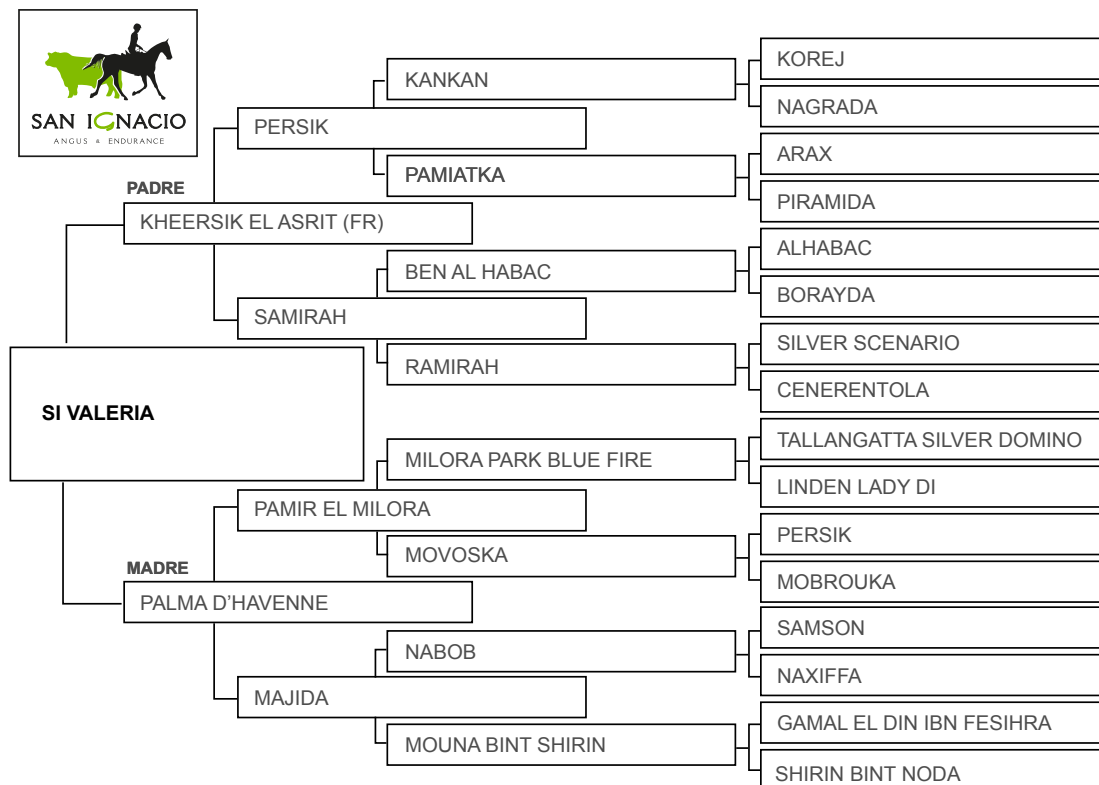 SAN IGNACIO
ANGUS & ENDURANCE
KANKAN
KOREJ
NAGRADA
PERSIK
PAMIATKA
ARAX
PIRAMIDA
PADRE
KHEERSIK EL ASRIT (FR)
BEN AL HABAC
ALHABAC
BORAYDA
SAMIRAH
RAMIRAH
SILVER SCENARIO
CENERENTOLA
SI VALERIA
MILORA PARK BLUE FIRE
TALLANGATTA SILVER DOMINO
LINDEN LADY DI
PAMIR EL MILORA
MOVOSKA
PERSIK
MOBROUKA
MADRE
PALMA D’HAVENNE
NABOB
SAMSON
NAXIFFA
MAJIDA
MOUNA BINT SHIRIN
GAMAL EL DIN IBN FESIHRA
SHIRIN BINT NODA